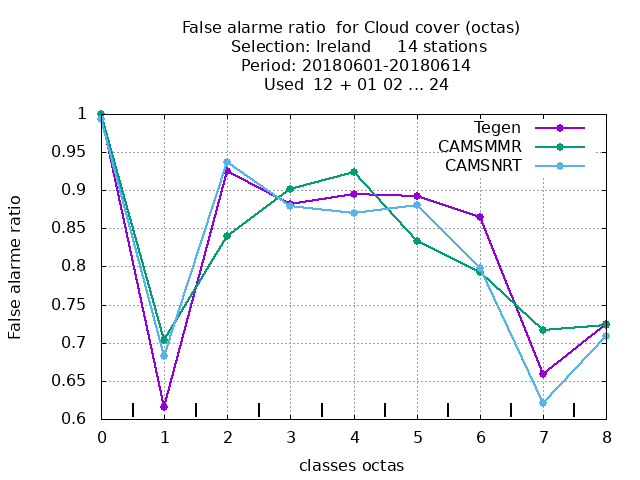 False alarme ratio  for Cloud cover (octas)
Selection: Ireland     14 stations
Period: 20180601-20180614
Used  12 + 01 02 ... 24
Tegen
CAMSMMR
CAMSNRT
False alarme ratio
1
0.95
0.9
0.85
0.8
0.75
0.7
0.65
0.6
0 1 2 3 4 5 6 7 8
classes octas